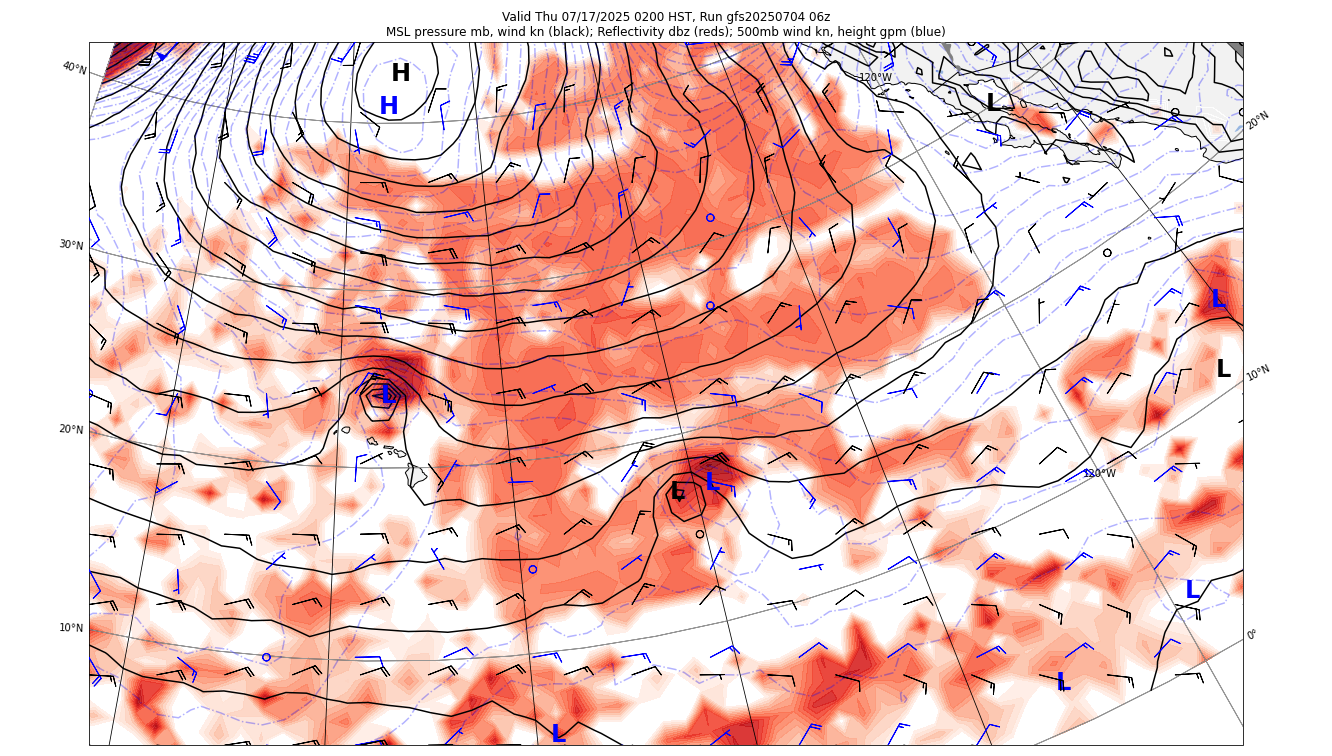 Valid Thu 07/17/2025 0200 HST, Run gfs20250704 06z
MSL pressure mb, wind kn (black); Reflectivity dbz (reds); 500mb wind kn, height gpm (blue)
40°N
H
H
120°W
L
20°N
30°N
L
L
10°N
L
20°N
120°W
L
L
L
10°N
0°
L
L